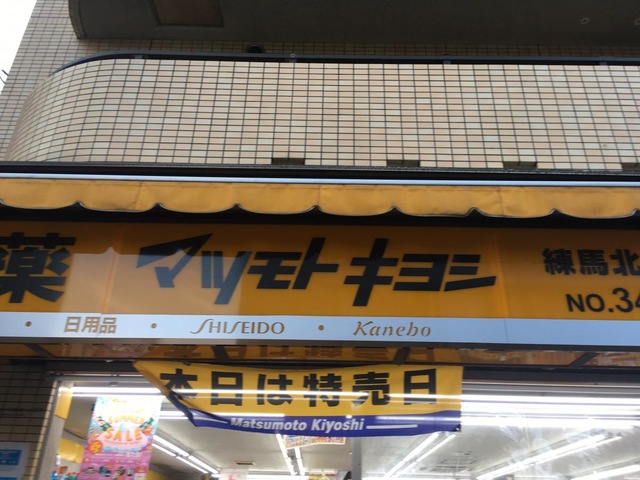 薬 マツモトキヨシ 練馬北
NO.34
• 日用品 • SHISEIDO • Kanebo
本日は特売日
Matsumoto Kiyoshi
SUMMER
SALE